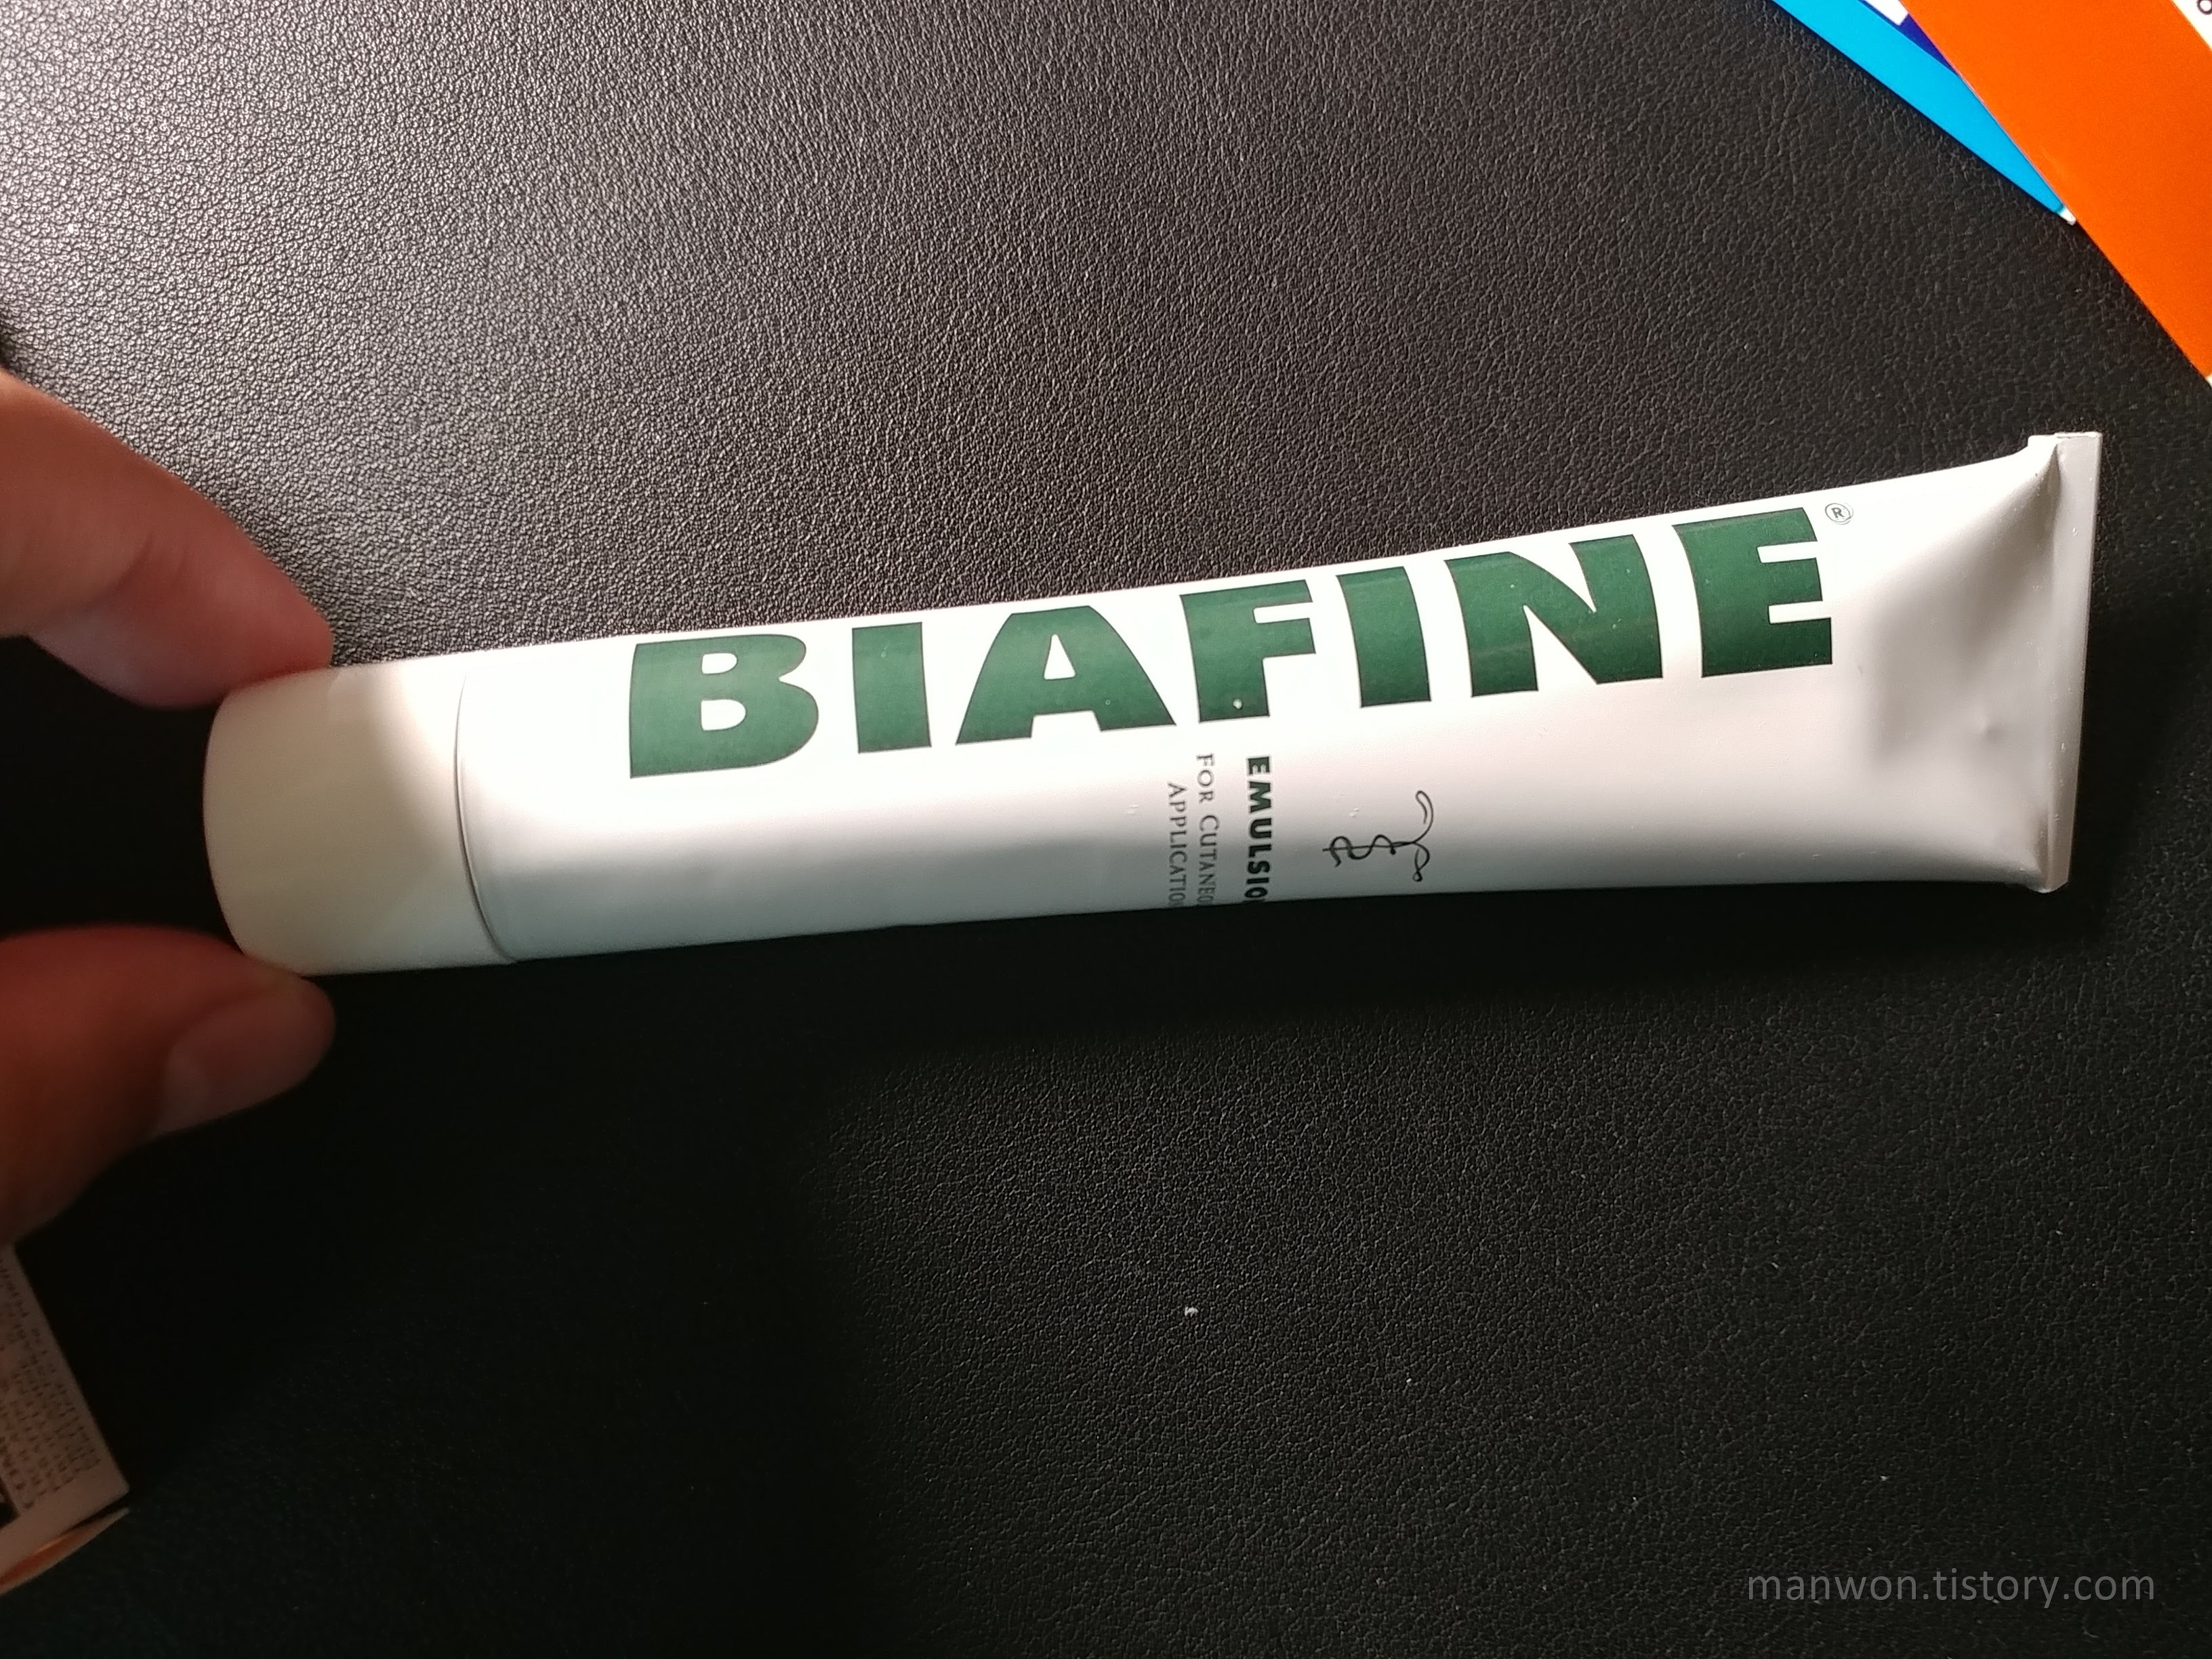 BIAFINE®
EMULSIO
FOR CUTANEO
APPLICATIO
manwon.tistory.com